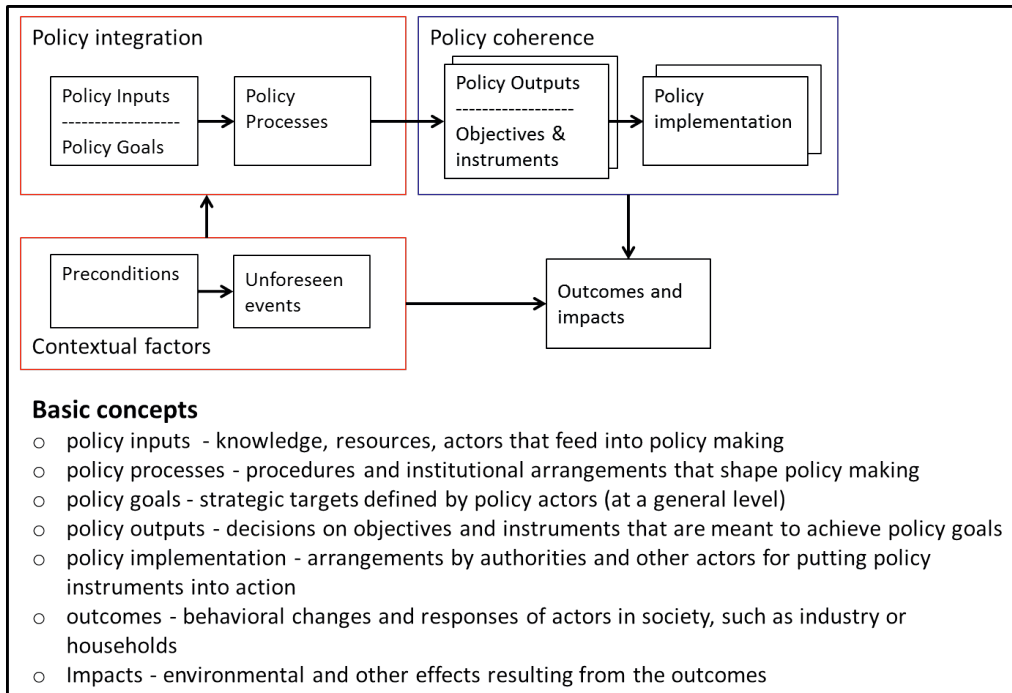 Policy integration
Policy Inputs
-------------------
Policy Goals
Policy
Processes
Policy coherence
Policy Outputs
------------------
Objectives &
instruments
Policy
implementation
Preconditions
Unforeseen
events
Contextual factors
Outcomes and
impacts
Basic concepts
o policy inputs - knowledge, resources, actors that feed into policy making
o policy processes - procedures and institutional arrangements that shape policy making
o policy goals - strategic targets defined by policy actors (at a general level)
o policy outputs - decisions on objectives and instruments that are meant to achieve policy goals
o policy implementation - arrangements by authorities and other actors for putting policy
instruments into action
o outcomes - behavioral changes and responses of actors in society, such as industry or
households
o Impacts - environmental and other effects resulting from the outcomes